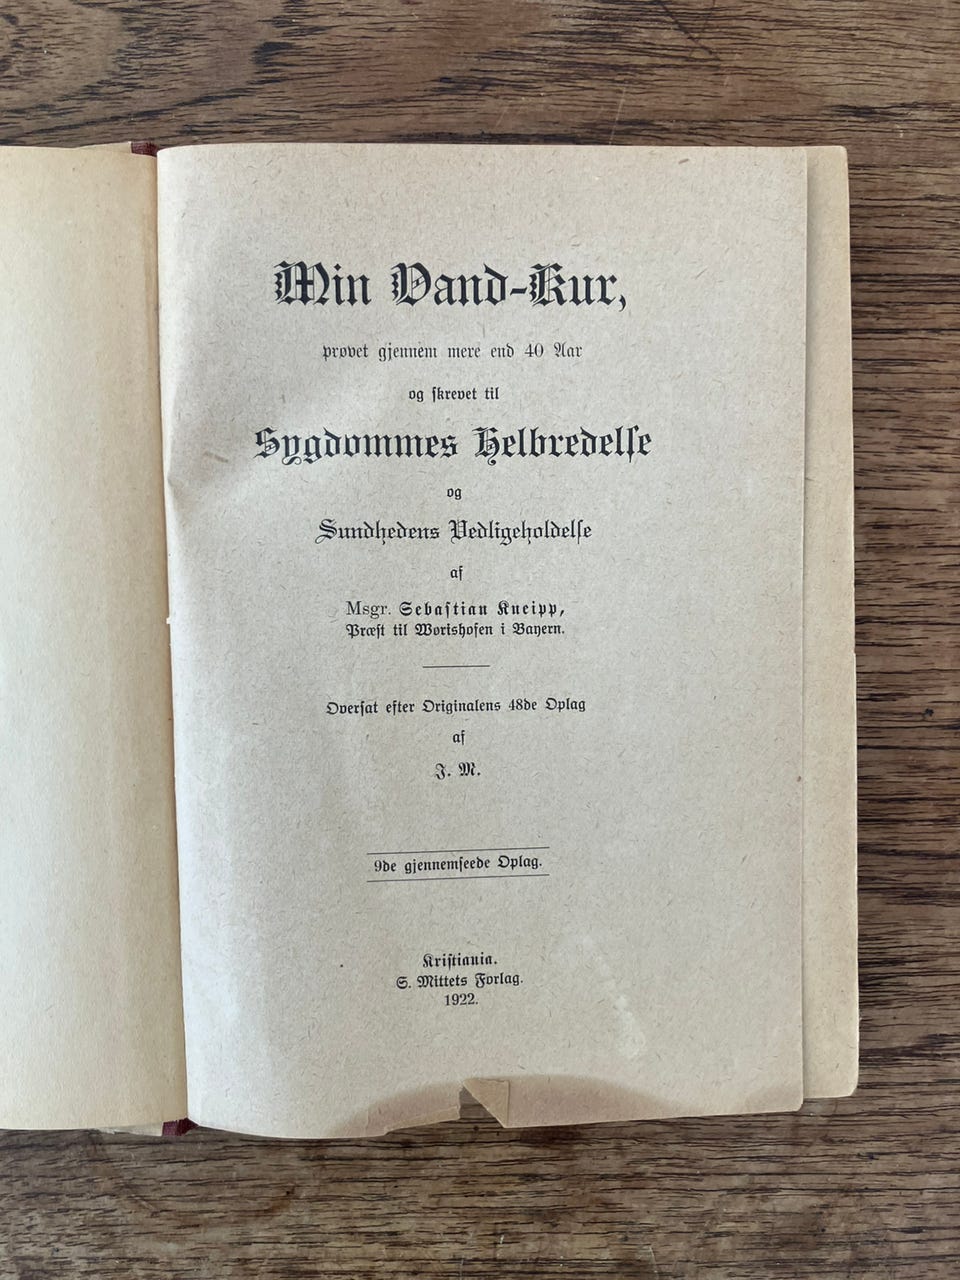 Min Vand-Kur,
prøvet gjennem mere end 40 Aar
og skrevet til
Sygdommes Helbredelse
og
Sundhedens Vedligeholdelse
af
Msgr. Sebastian Kneipp,
Præst til Wørishofen i Bayern.
Oversat efter Originalens 48de Oplag
af
J. M.
9de gjennemseede Oplag.
Kristiania.
S. Mittets Forlag.
1922.